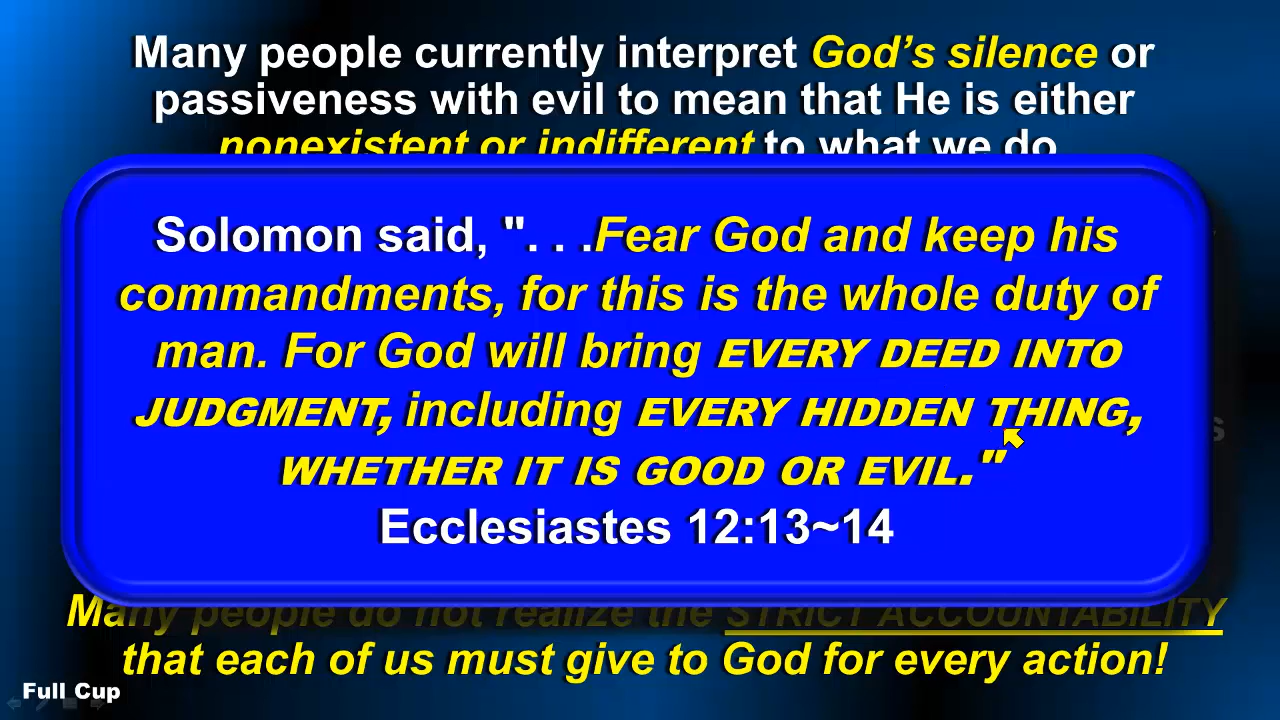 Many people currently interpret God’s silence or
passiveness with evil to mean that He is either
nonexistent or indifferent to what we do
Solomon said, ". . .Fear God and keep his
commandments, for this is the whole duty of
man. For God will bring EVERY DEED INTO
JUDGMENT, including EVERY HIDDEN THING,
WHETHER IT IS GOOD OR EVIL."
Ecclesiastes 12:13~14
Many people do not realize the STRICT ACCOUNTABILITY
that each of us must give to God for every action!
Full Cup